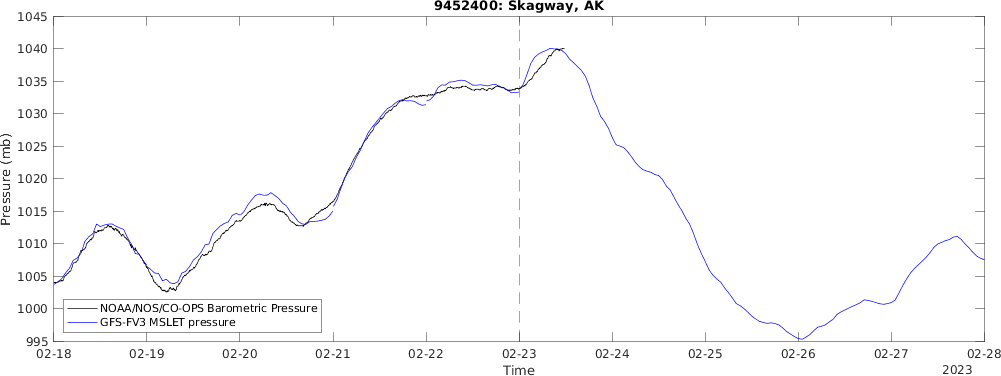 9452400: Skagway, AK
Pressure (mb)
1045
1040
1035
1030
1025
1020
1015
1010
1005
1000
995
NOAA/NOS/CO-OPS Barometric Pressure
GFS-FV3 MSLET pressure
02-18 02-19 02-20 02-21 02-22 02-23 02-24 02-25 02-26 02-27 02-28
Time
2023